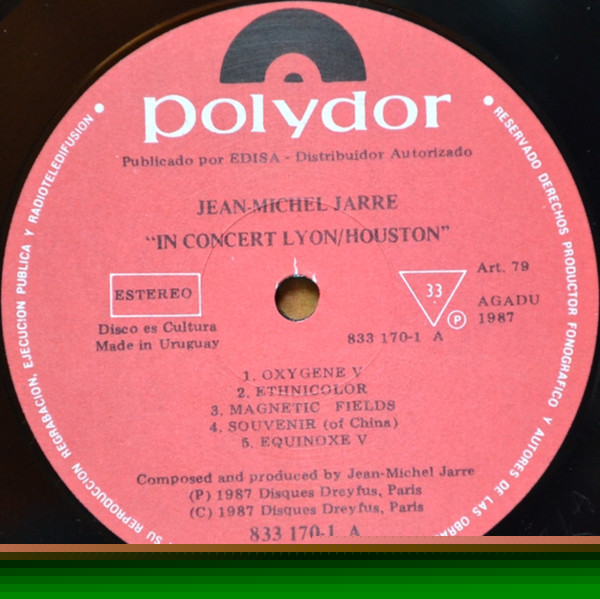 polydor
Publicado por EDISA - Distribuidor Autorizado
JEAN-MICHEL JARRE
"IN CONCERT LYON/HOUSTON"
ESTEREO
Disco es Cultura
Made in Uruguay
33
P
Art. 79
AGADU
1987
833 170-1 A
1. OXYGENE V
2. ETHNICOLOR
3. MAGNETIC FIELDS
4. SOUVENIR (of China)
5. EQUINOXE V
Composed and produced by Jean-Michel Jarre
(P) 1987 Disques Dreyfus, Paris
(C) 1987 Disques Dreyfus, Paris
833 170-1 A
• RESERVADO DERECHOS PRODUCTOR FONOGRAFICO Y AUTORES DE LAS OBRA
SU REPRODUCCION REGRABACION, EJECUCION PUBLICA Y RADIOTELEDIFUSION •